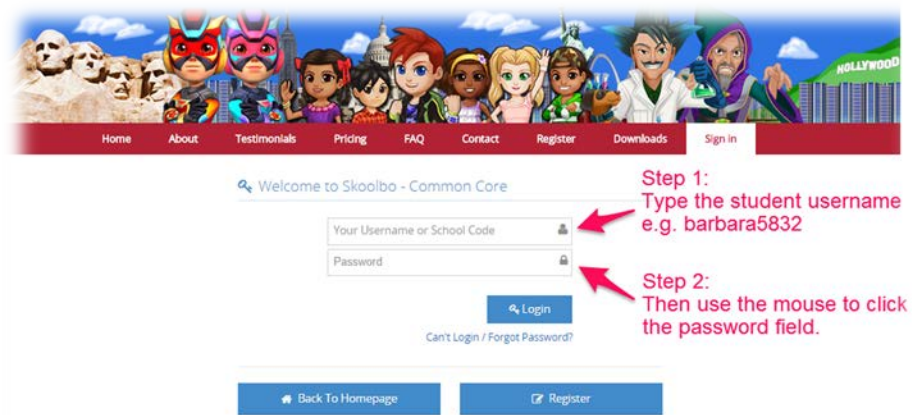 HOLLYWOOD
Home About Testimonials Pricing FAQ Contact Register Downloads Sign in
Welcome to Skoolbo - Common Core
Your Username or School Code
Password
Login
Can't Login / Forgot Password?
Back To Homepage Register
Step 1:
Type the student username
e.g. barbara5832
Step 2:
Then use the mouse to click
the password field.